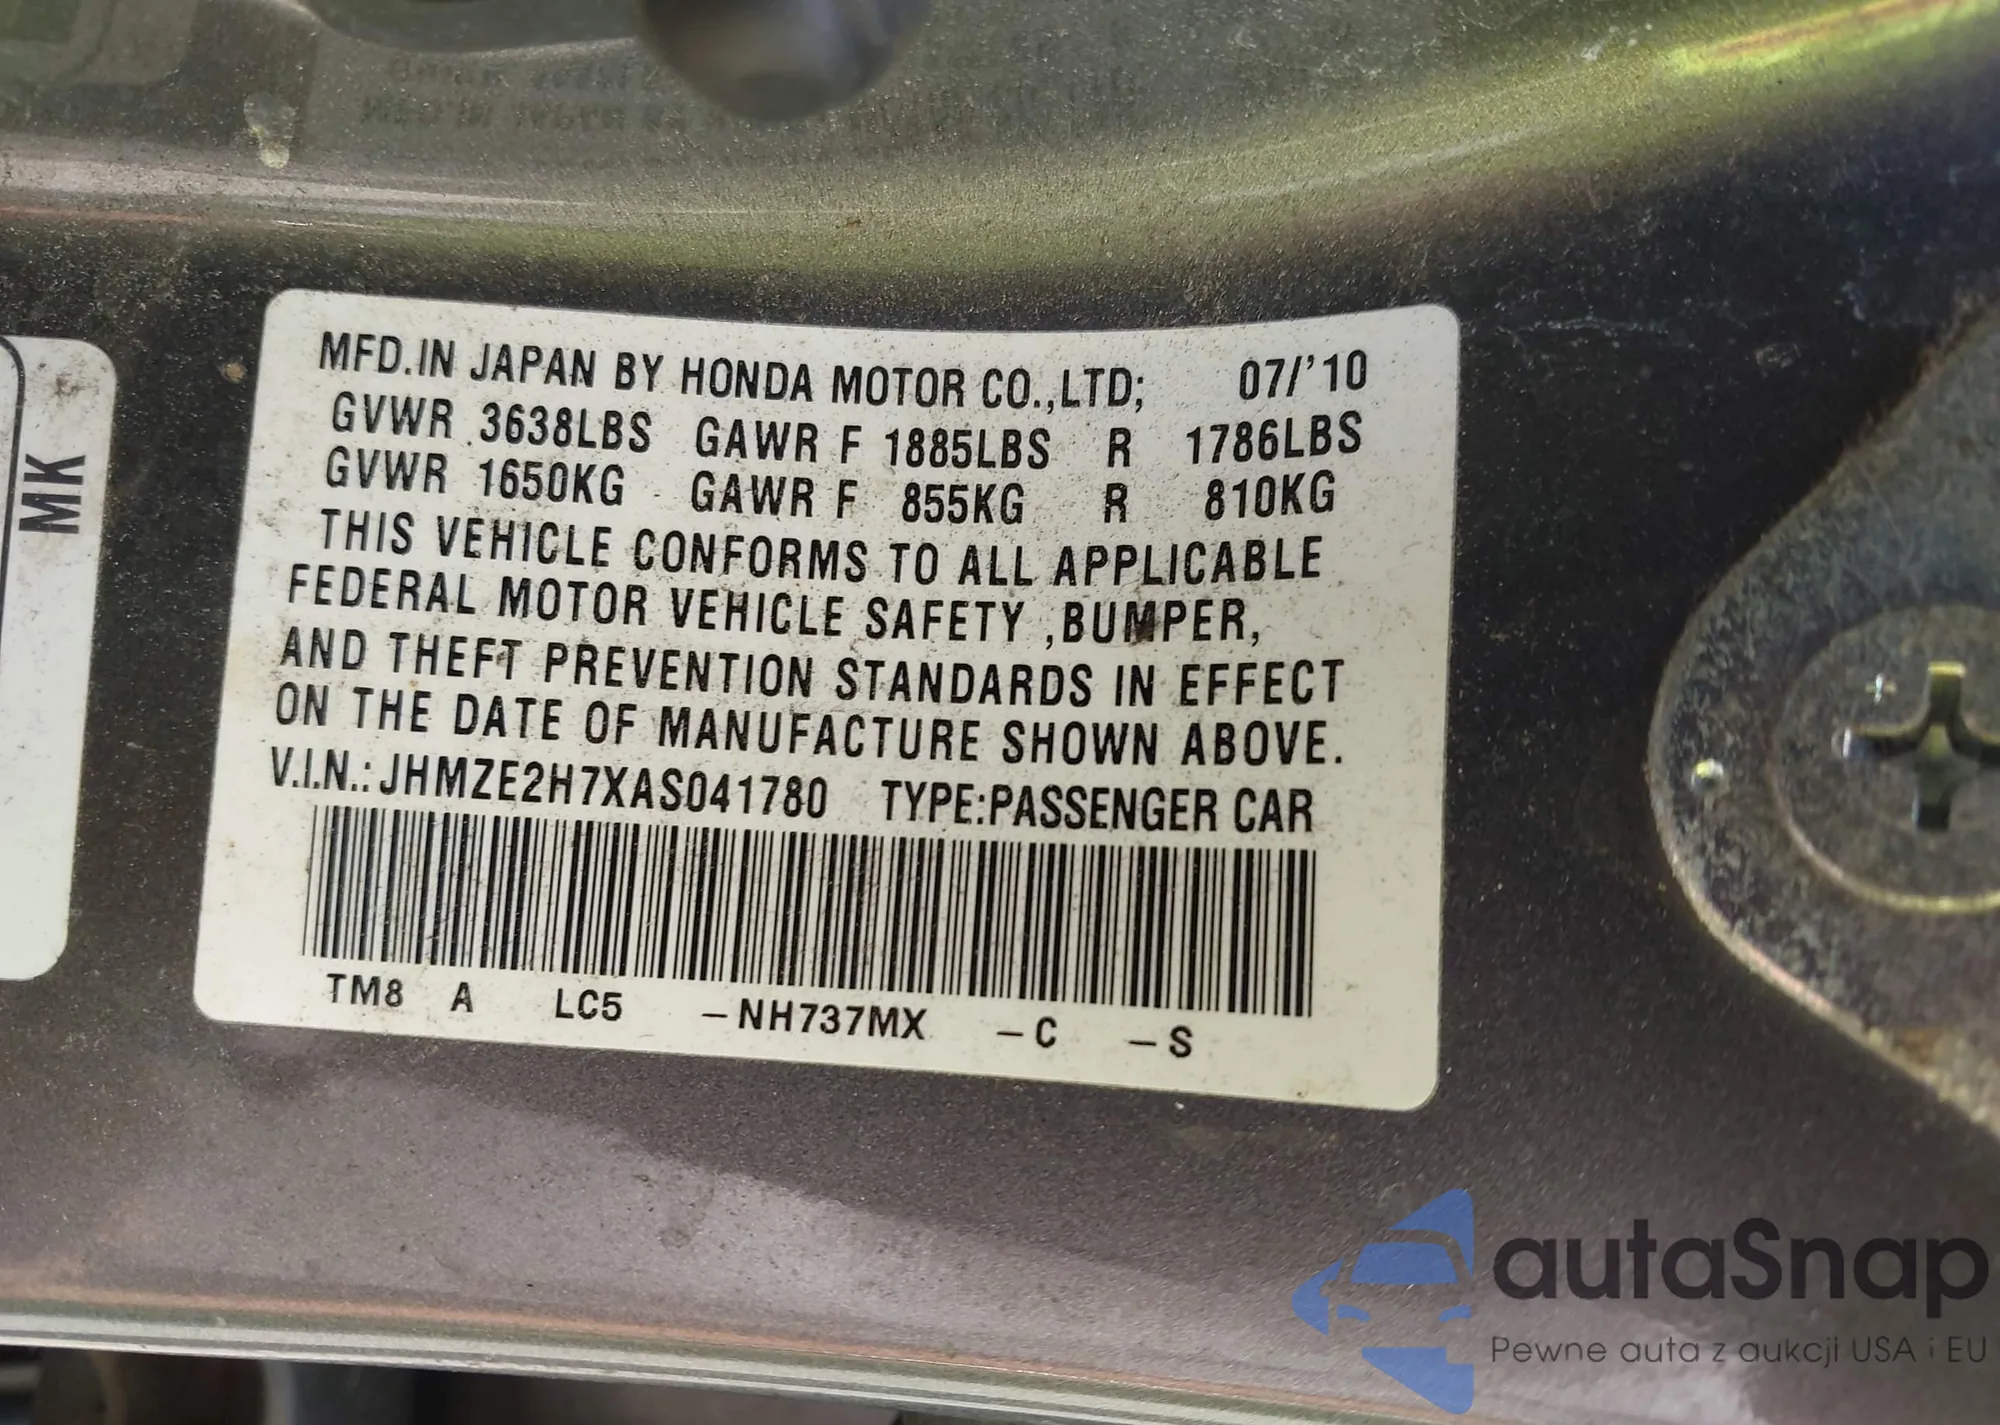 MFD.IN JAPAN BY HONDA MOTOR CO.,LTD; 07/'10
GVWR 3638LBS GAWR F 1885LBS R 1786LBS
GVWR 1650KG GAWR F 855KG R 810KG
THIS VEHICLE CONFORMS TO ALL APPLICABLE
FEDERAL MOTOR VEHICLE SAFETY ,BUMPER,
AND THEFT PREVENTION STANDARDS IN EFFECT
ON THE DATE OF MANUFACTURE SHOWN ABOVE.
V.I.N.: JHMZE2H7XAS041780 TYPE:PASSENGER CAR
TM8 A LC5 -NH737MX -C -S
MK
autaSnap
Pewne auta z aukcji USA i EU